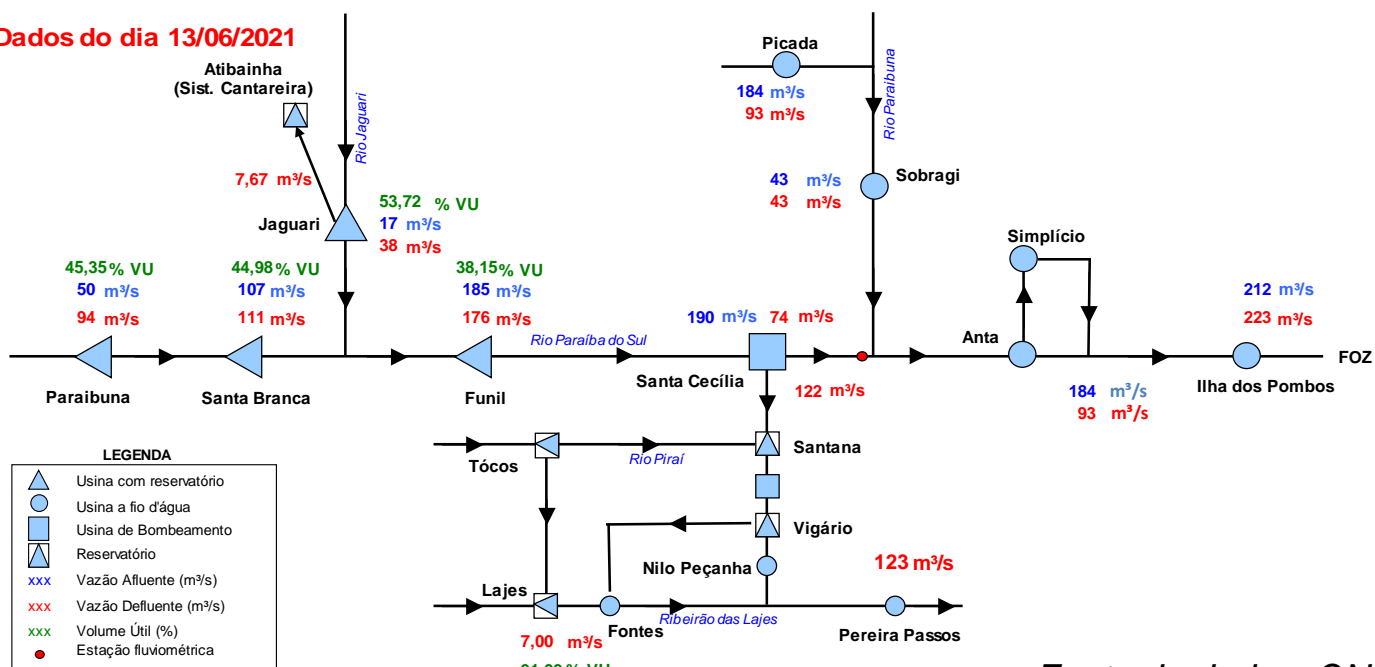 Dados do dia 13/06/2021
Atibainha
(Sist. Cantareira)
Rio Jaguari
7,67 m³/s
Jaguari
53,72 % VU
17 m³/s
38 m³/s
Picada
184 m³/s
93 m³/s
Rio Paraibuna
43 m³/s
43 m³/s
Sobragi
Simplício
45,35% VU
50 m³/s
94 m³/s
Paraibuna
44,98% VU
107 m³/s
111 m³/s
Santa Branca
38,15% VU
185 m³/s
176 m³/s
Funil
Rio Paraíba do Sul
190 m³/s 74 m³/s
Santa Cecília
122 m³/s
Anta
184 m³/s
93 m³/s
212 m³/s
223 m³/s
Ilha dos Pombos
FOZ
Tócos
Rio Piraí
Santana
Vigário
Nilo Peçanha
123 m³/s
Lajes
Fontes
Ribeirão das Lajes
Pereira Passos
7,00 m³/s
LEGENDA
Usina com reservatório
Usina a fio d'água
Usina de Bombeamento
Reservatório
xxx Vazão Afluente (m³/s)
xxx Vazão Defluente (m³/s)
xxx Volume Útil (%)
Estação fluviométrica